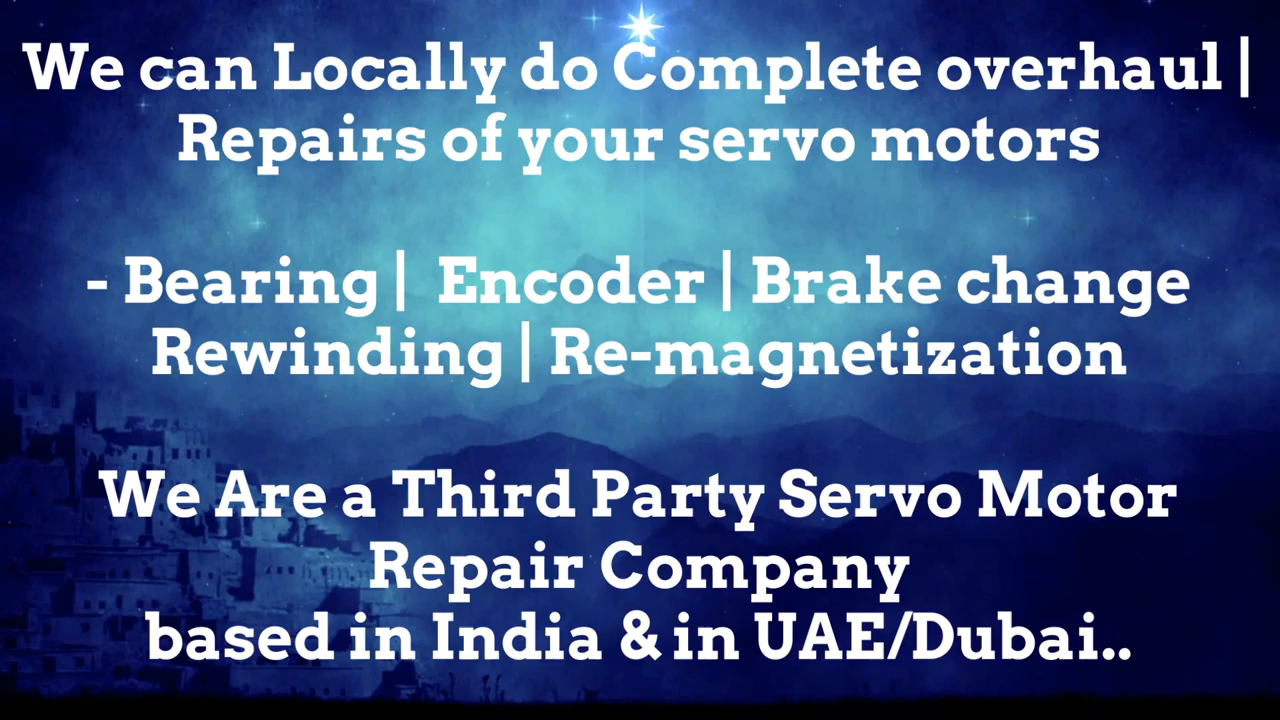 We can Locally do Complete overhaul |
Repairs of your servo motors
- Bearing |  Encoder | Brake change
Rewinding | Re-magnetization
We Are a Third Party Servo Motor
Repair Company
based in India & in UAE/Dubai..